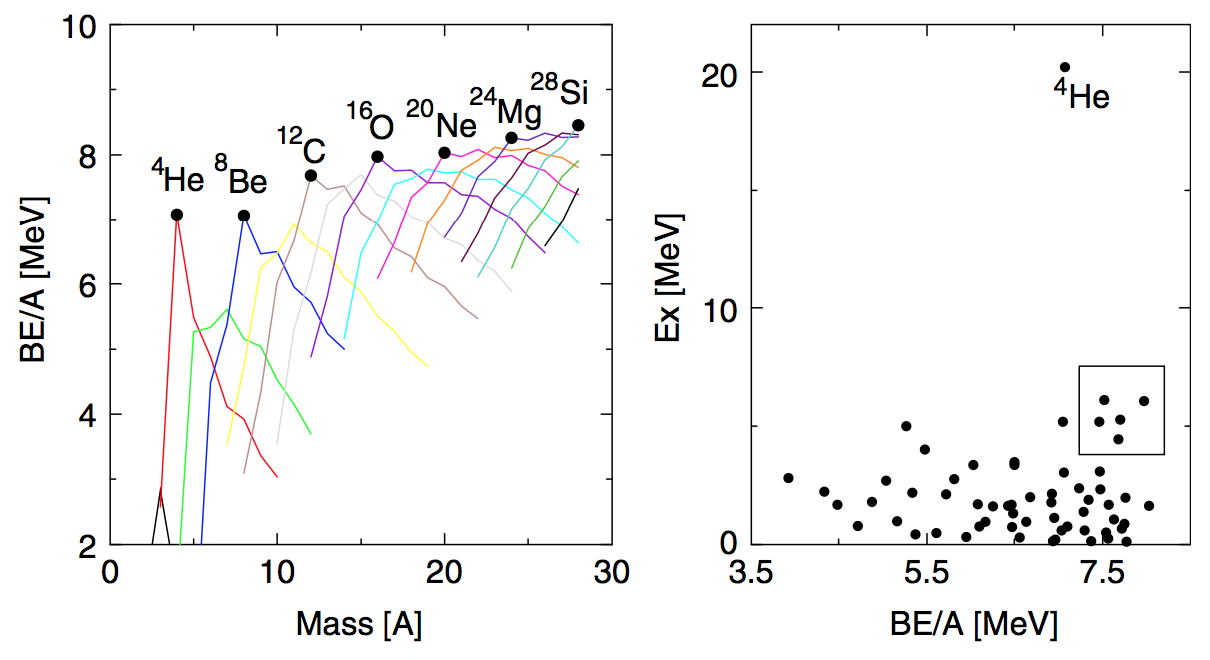 10
8
6
4
2
0
10
20
30
BE/A [MeV]
Mass [A]
⁴He
⁸Be
¹²C
¹⁶O
²⁰Ne
²⁴Mg
²⁸Si
20
10
0
3.5
5.5
7.5
Ex [MeV]
BE/A [MeV]
⁴He